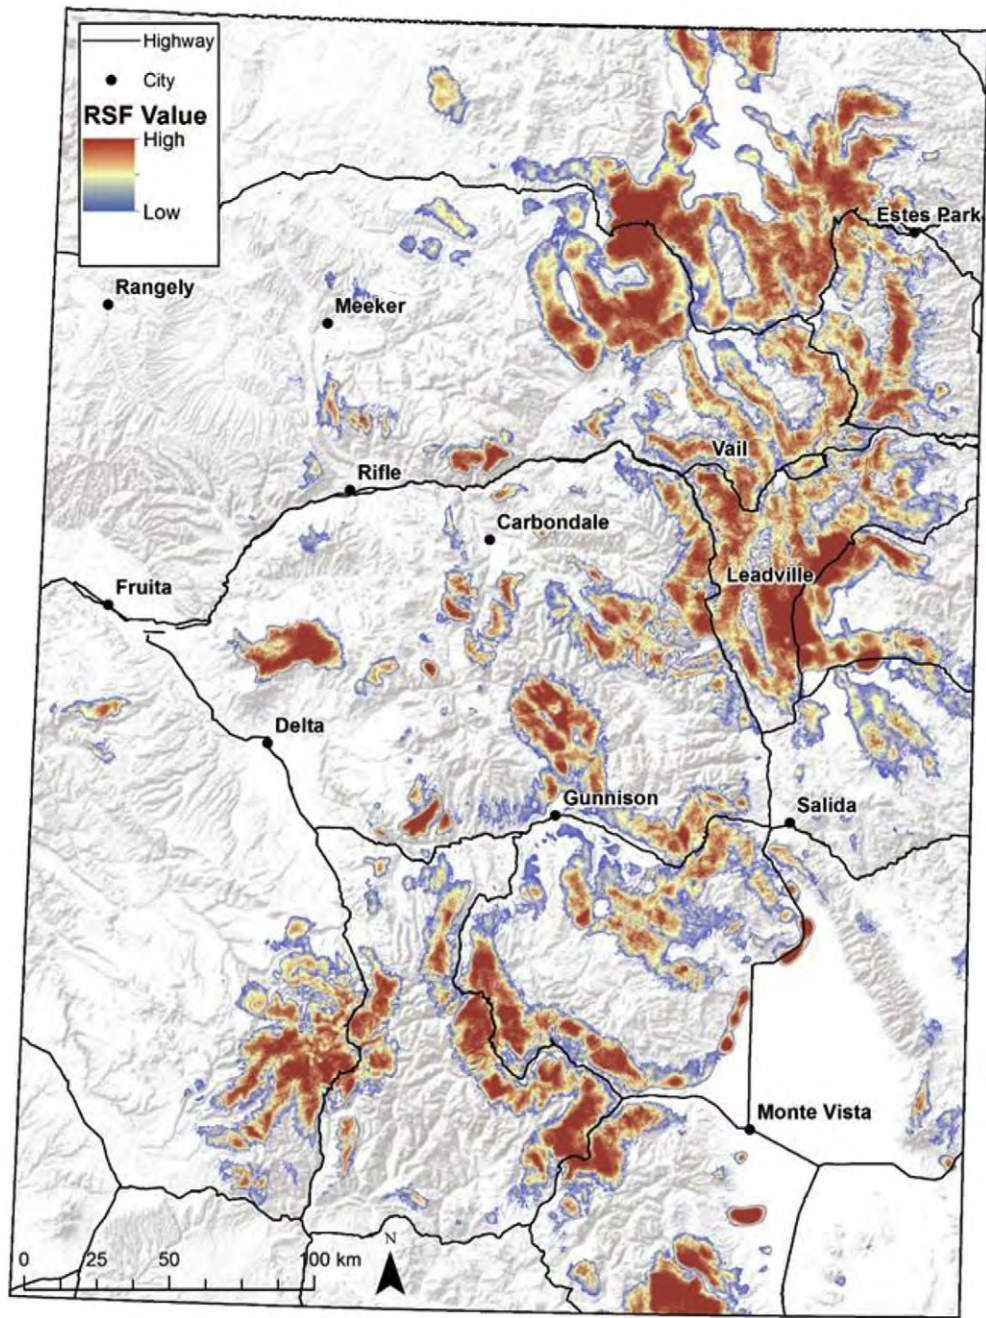 Highway
City
RSF Value
High
Low
Estes Park
Rangely
Meeker
Vail
Rifle
Carbondale
Leadville
Fruita
Delta
Gunnison
Salida
Monte Vista
N
0 25 50 100 km